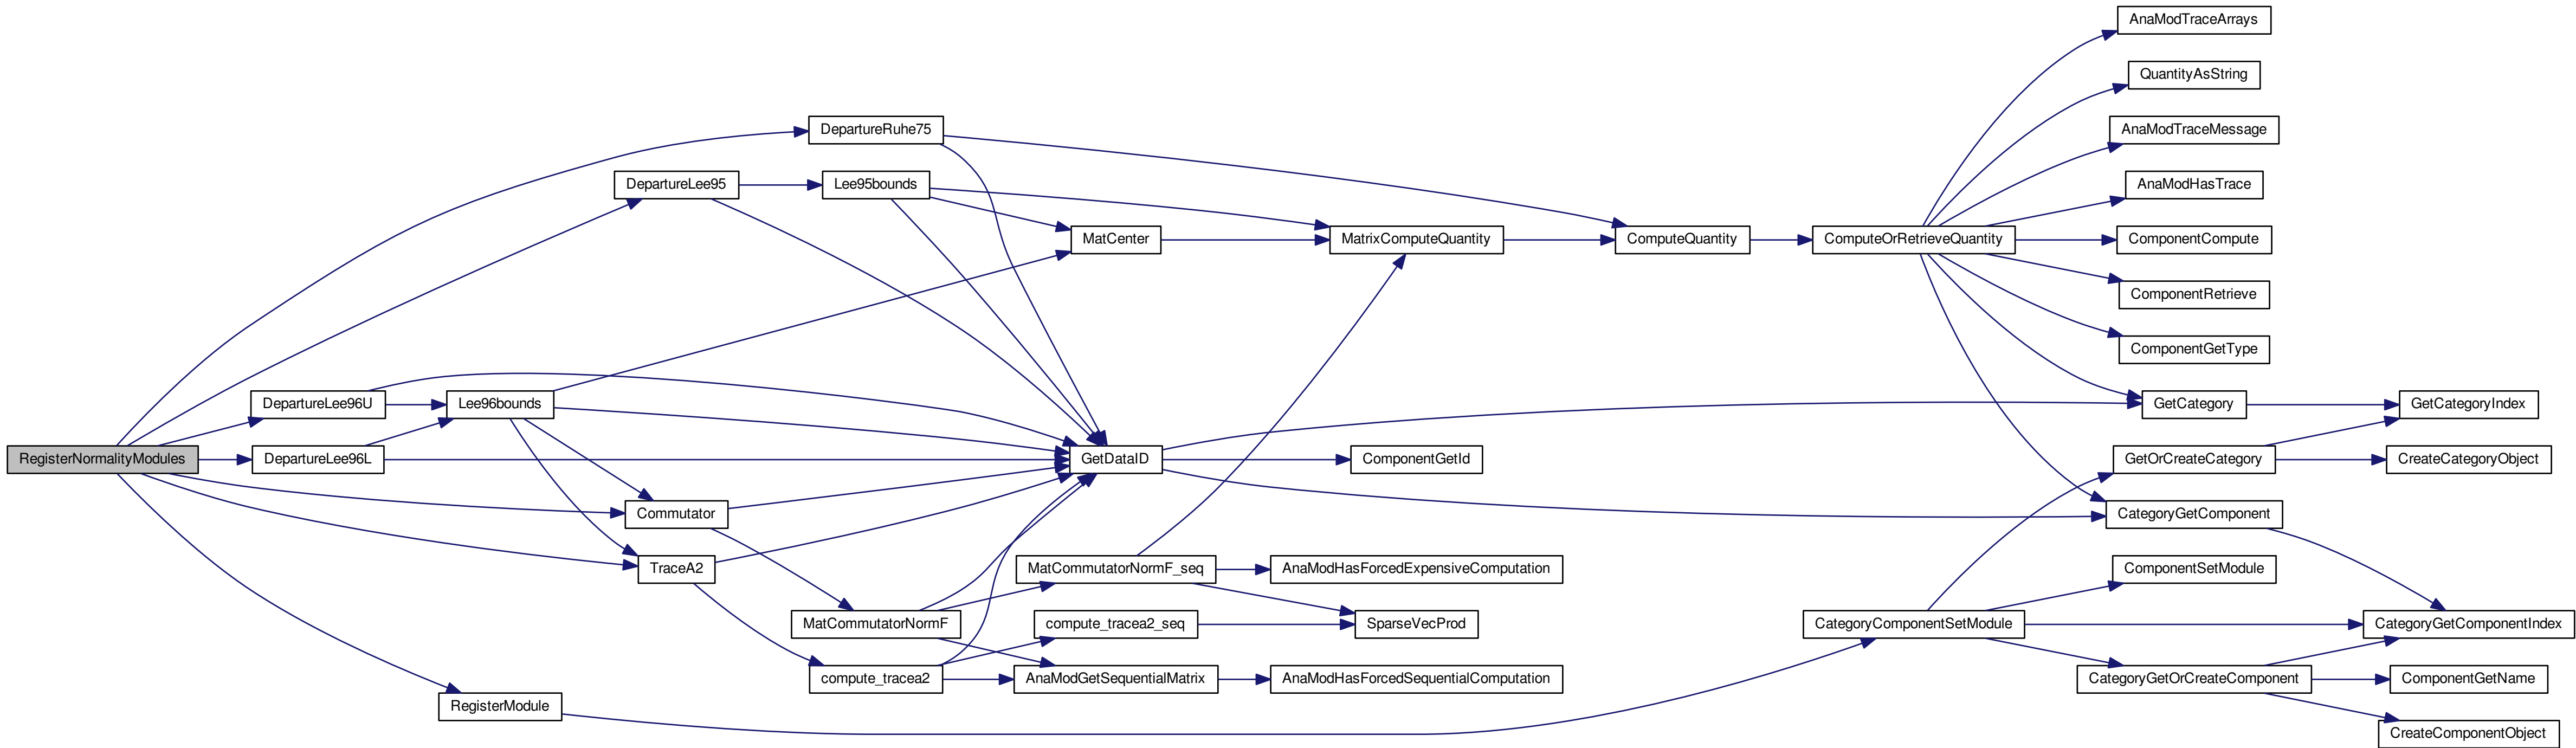 AnaModTraceArrays
QuantityAsString
DepartureRuhe75
AnaModTraceMessage
DepartureLee95
Lee95bounds
AnaModHasTrace
MatCenter
MatrixComputeQuantity
ComputeQuantity
ComputeOrRetrieveQuantity
ComponentCompute
ComponentRetrieve
ComponentGetType
DepartureLee96U
Lee96bounds
GetCategory
GetCategoryIndex
RegisterNormalityModules
DepartureLee96L
GetDataID
ComponentGetId
GetOrCreateCategory
CreateCategoryObject
Commutator
CategoryGetComponent
TraceA2
MatCommutatorNormF_seq
AnaModHasForcedExpensiveComputation
ComponentSetModule
MatCommutatorNormF
compute_tracea2_seq
SparseVecProd
CategoryComponentSetModule
CategoryGetComponentIndex
compute_tracea2
AnaModGetSequentialMatrix
AnaModHasForcedSequentialComputation
CategoryGetOrCreateComponent
ComponentGetName
RegisterModule
CreateComponentObject